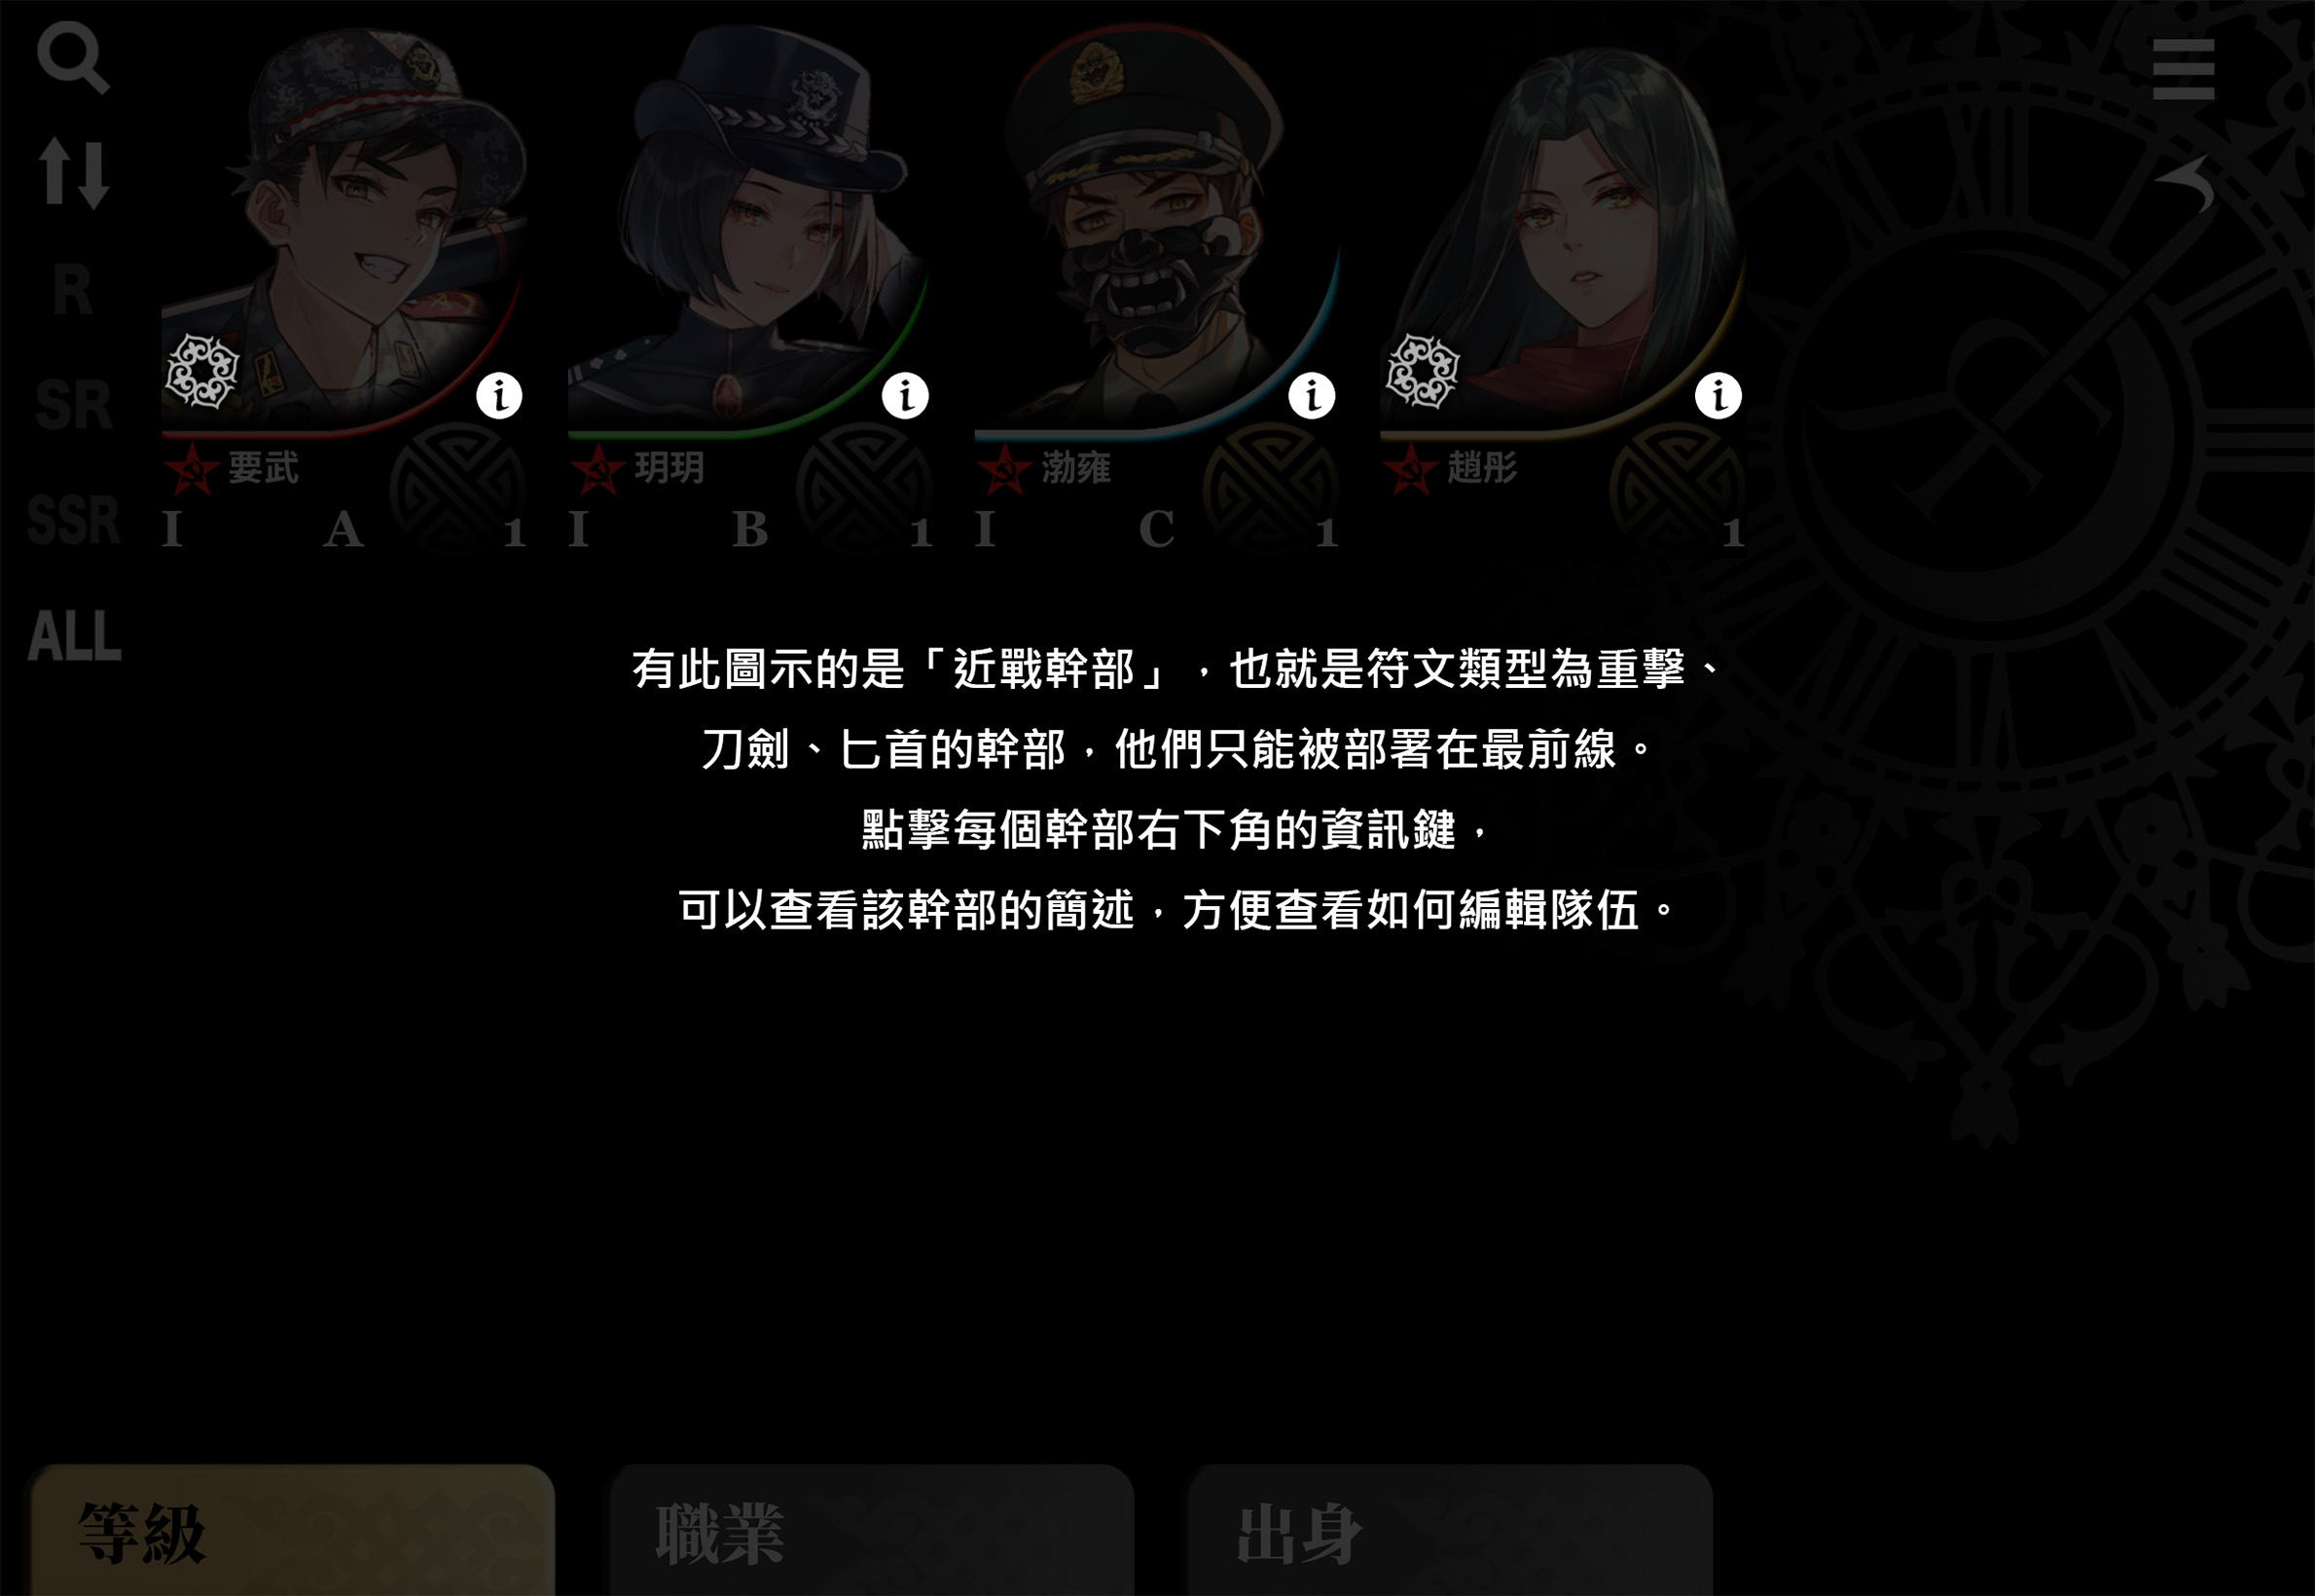 R
SR
SSR
ALL
要武
I A 1
玥玥
I B 1
渤雍
I C 1
趙彤
1
有此圖示的是「近戰幹部」，也就是符文類型為重擊、
刀劍、匕首的幹部，他們只能被部署在最前線。
點擊每個幹部右下角的資訊鍵，
可以查看該幹部的簡述，方便查看如何編輯隊伍。
等級
職業
出身